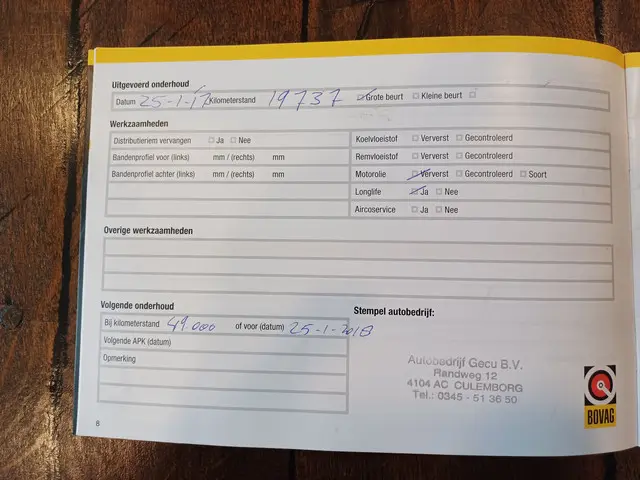 Uitgevoerd onderhoud
Datum 25-1-17 Kilometerstand 19737 Grote beurt Kleine beurt
Werkzaamheden
Distributieriem vervangen Ja Nee
Bandenprofiel voor (links) mm / (rechts) mm
Bandenprofiel achter (links) mm / (rechts) mm
Koelvloeistof Ververst Gecontroleerd
Remvloeistof Ververst Gecontroleerd
Motorolie Ververst Gecontroleerd Soort
Longlife Ja Nee
Aircoservice Ja Nee
Overige werkzaamheden
Volgende onderhoud
Bij kilometerstand 49000 of voor (datum) 25-1-2018
Volgende APK (datum)
Opmerking
Stempel autobedrijf:
Autobedrijf Gecu B.V.
Randweg 12
4104 AC CULEMBORG
Tel.: 0345 - 51 36 50
BOVAG
8